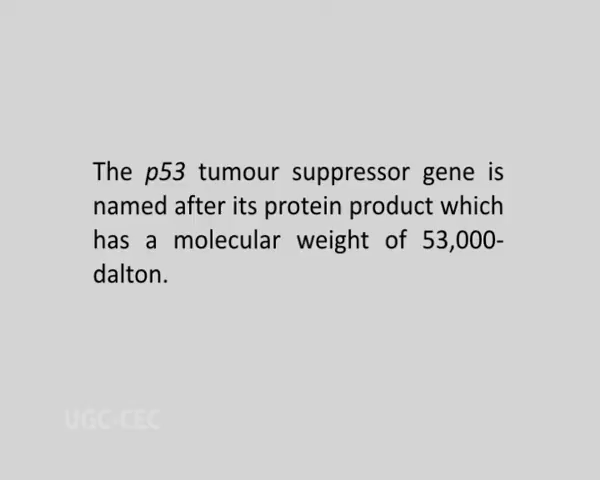 The p53 tumour suppressor gene is
named after its protein product which
has a molecular weight of 53,000-
dalton.
UGC-CEC